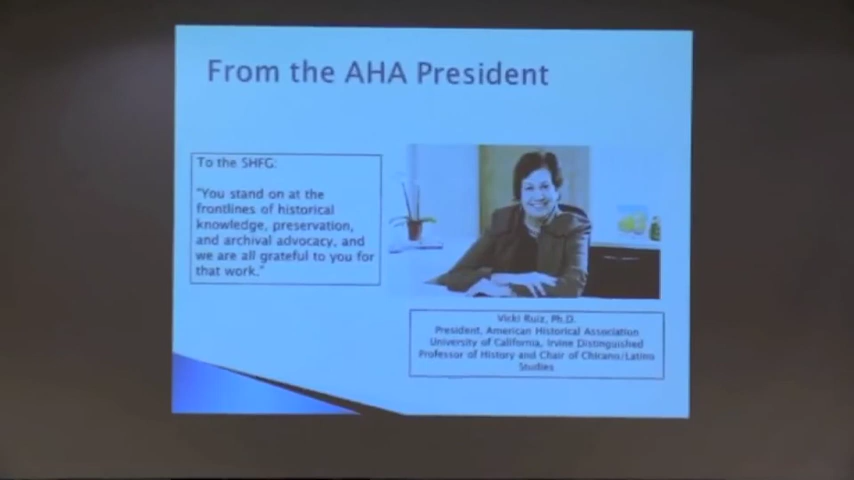 From the AHA President
To the SHFG:
"You stand on at the
frontlines of historical
knowledge, preservation,
and archival advocacy, and
we are all grateful to you for
that work."
Vicki Ruiz, Ph.D.
President, American Historical Association
University of California, Irvine Distinguished
Professor of History and Chair of Chicano/Latino
Studies